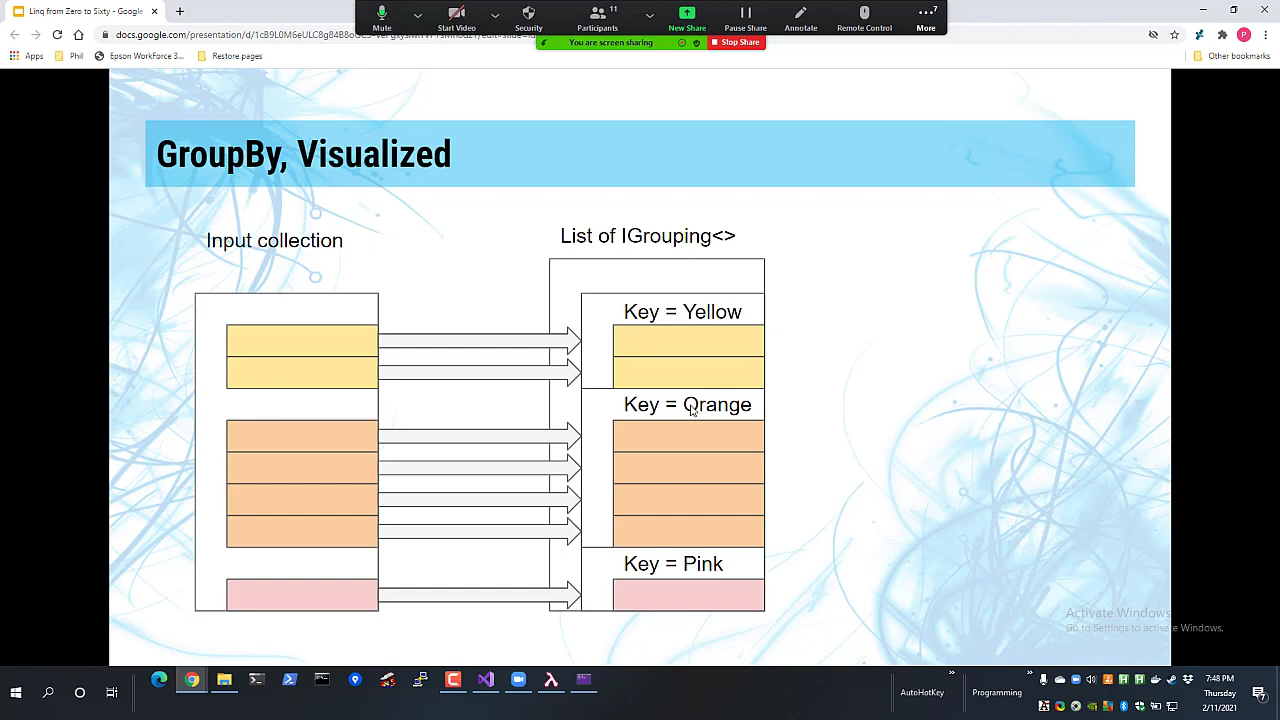 Linq from Zero to Sixty - Google
Mute
Start Video
Security
Participants
11
New Share
Pause Share
Annotate
Remote Control
More
7
You are screen sharing
Stop Share
Apps
Phil
Epson WorkForce 3...
Restore pages
Other bookmarks
GroupBy, Visualized
Input collection
List of IGrouping<>
Key = Yellow
Key = Orange
Key = Pink
Activate Windows
Go to Settings to activate Windows.
AutoHotKey
Programming
7:48 PM
Thursday
2/11/2021